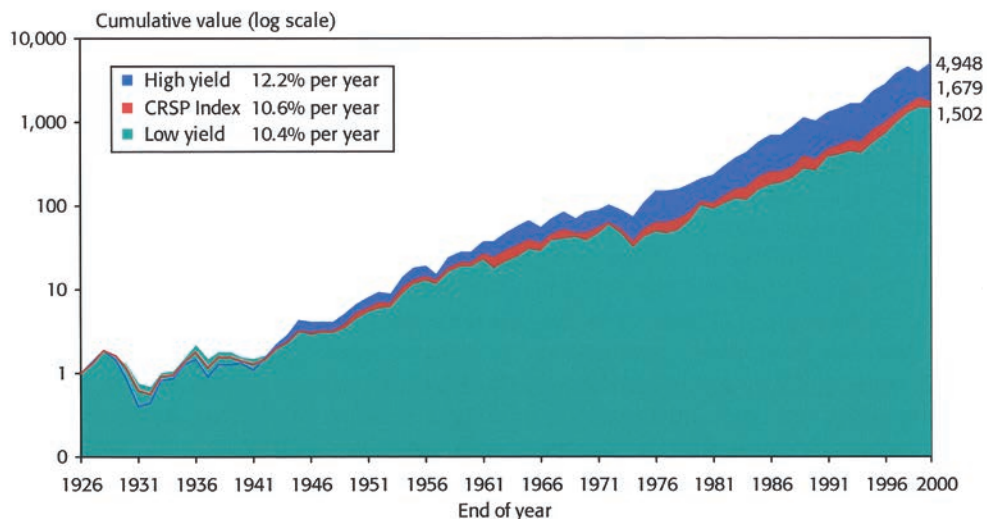 Cumulative value (log scale)
10,000
1,000
100
10
1
0
High yield 12.2% per year
CRSP Index 10.6% per year
Low yield 10.4% per year
4,948
1,679
1,502
1926 1931 1936 1941 1946 1951 1956 1961 1966 1971 1976 1981 1986 1991 1996 2000
End of year